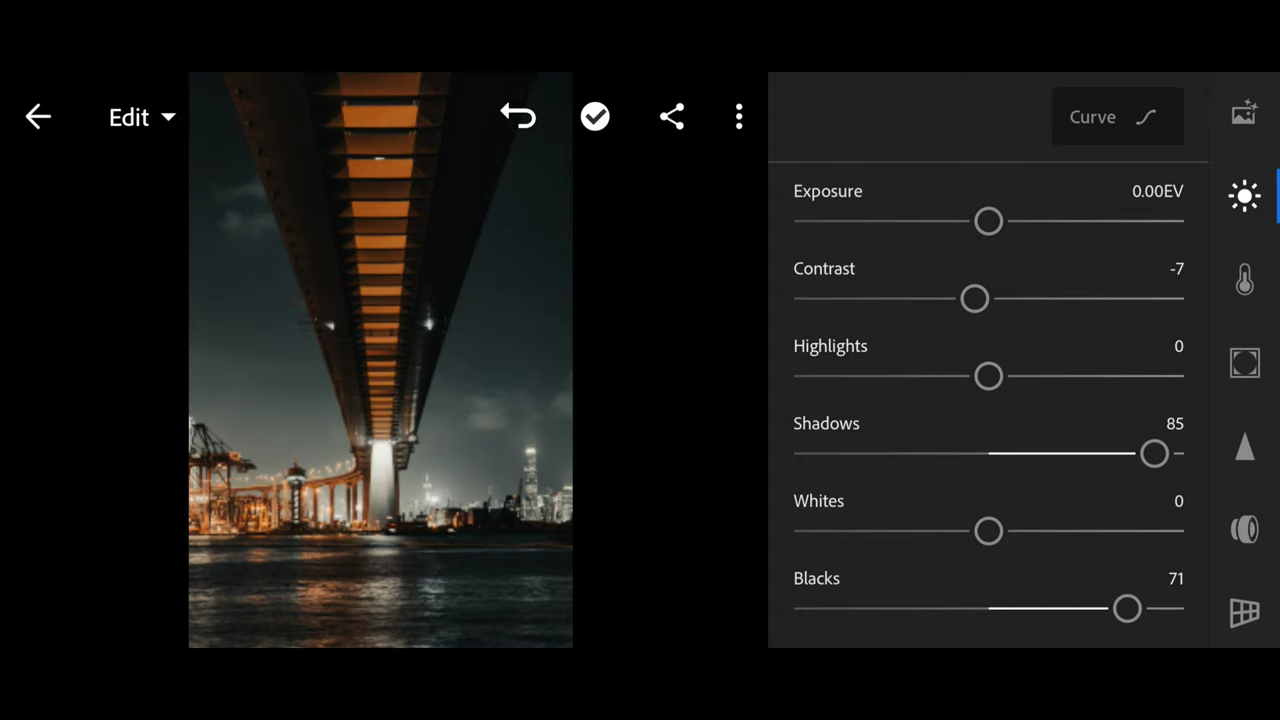 Edit
Curve
Exposure 0.00EV
Contrast -7
Highlights 0
Shadows 85
Whites 0
Blacks 71